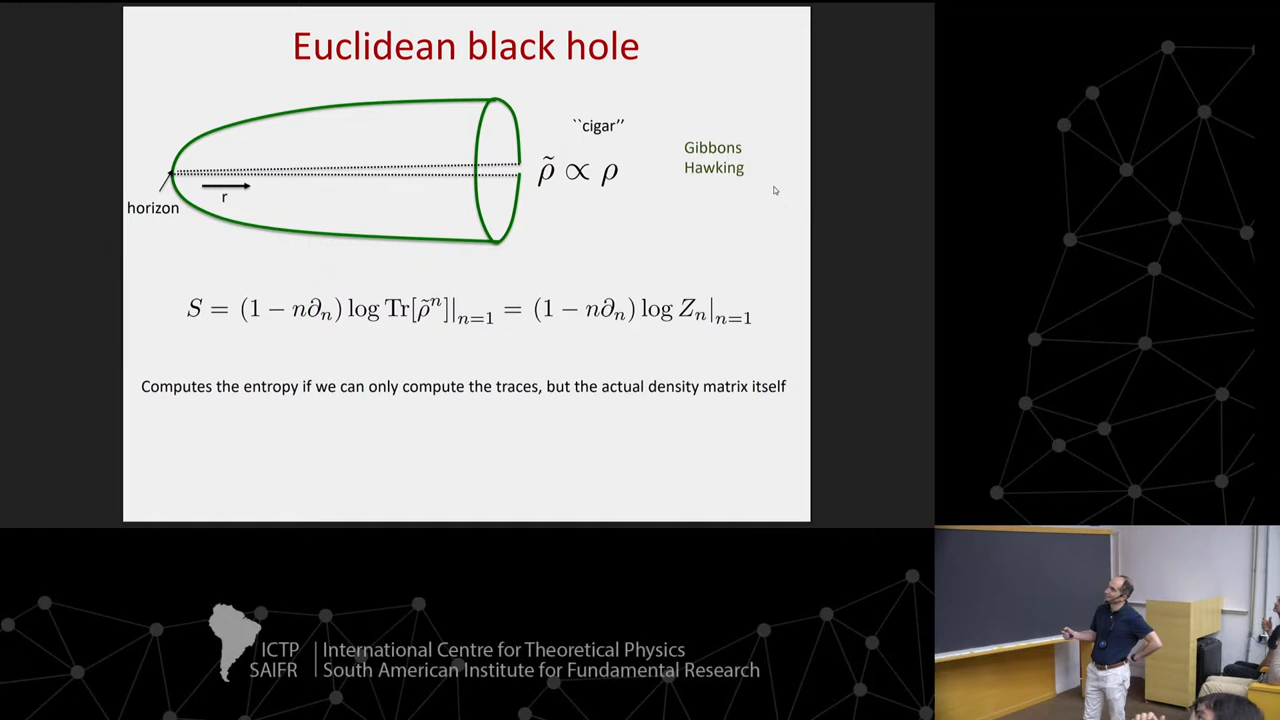 Euclidean black hole
``cigar’’
ρ̃ ∝ ρ
Gibbons
Hawking
r
horizon
S = (1 − n∂ₙ) log Tr[ρ̃ⁿ]|ₙ₌₁ = (1 − n∂ₙ) log Zₙ|ₙ₌₁
Computes the entropy if we can only compute the traces, but the actual density matrix itself
ICTP
SAIFR
International Centre for Theoretical Physics
South American Institute for Fundamental Research